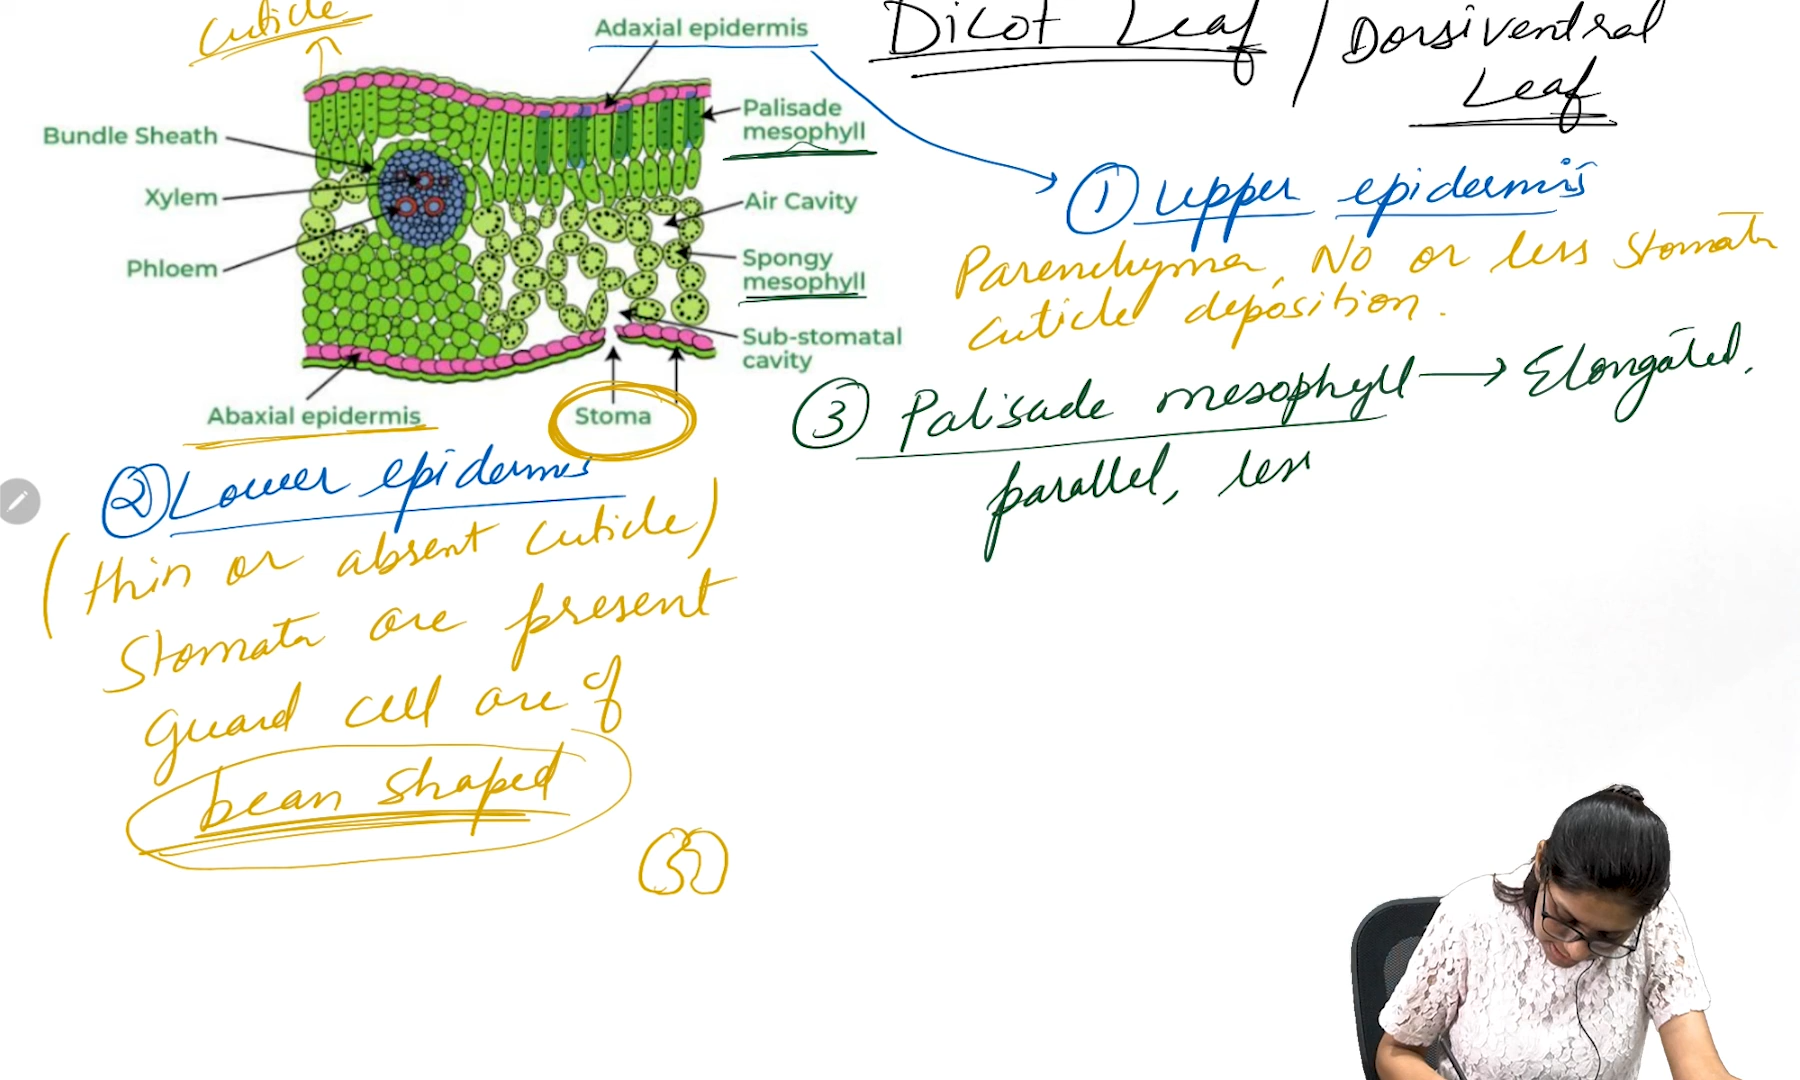 Cuticle
Adaxial epidermis
Dicot Leaf / Dorsiventral
Leaf
Palisade
mesophyll
Bundle Sheath
Xylem
Air Cavity
Phloem
Spongy
mesophyll
Sub-stomatal
cavity
Abaxial epidermis
Stoma
① Upper epidermis
Parenchyma, No or less stomata
cuticle deposition.
② Lower epidermis
(thin or absent cuticle)
Stomata are present
guard cell are of
bean shaped
③ Palisade mesophyll → Elongated,
parallel, less